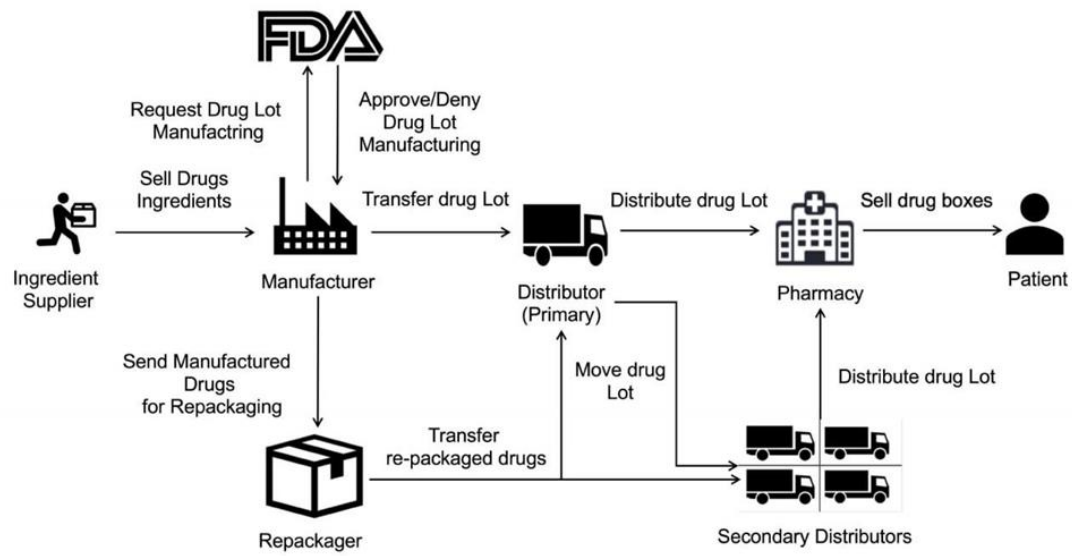 FDA
Request Drug Lot
Manufactring
Approve/Deny
Drug Lot
Manufacturing
Sell Drugs
Ingredients
Transfer drug Lot
Distribute drug Lot
Sell drug boxes
Ingredient
Supplier
Manufacturer
Distributor
(Primary)
Pharmacy
Patient
Send Manufactured
Drugs
for Repackaging
Move drug
Lot
Distribute drug Lot
Transfer
re-packaged drugs
Repackager
Secondary Distributors